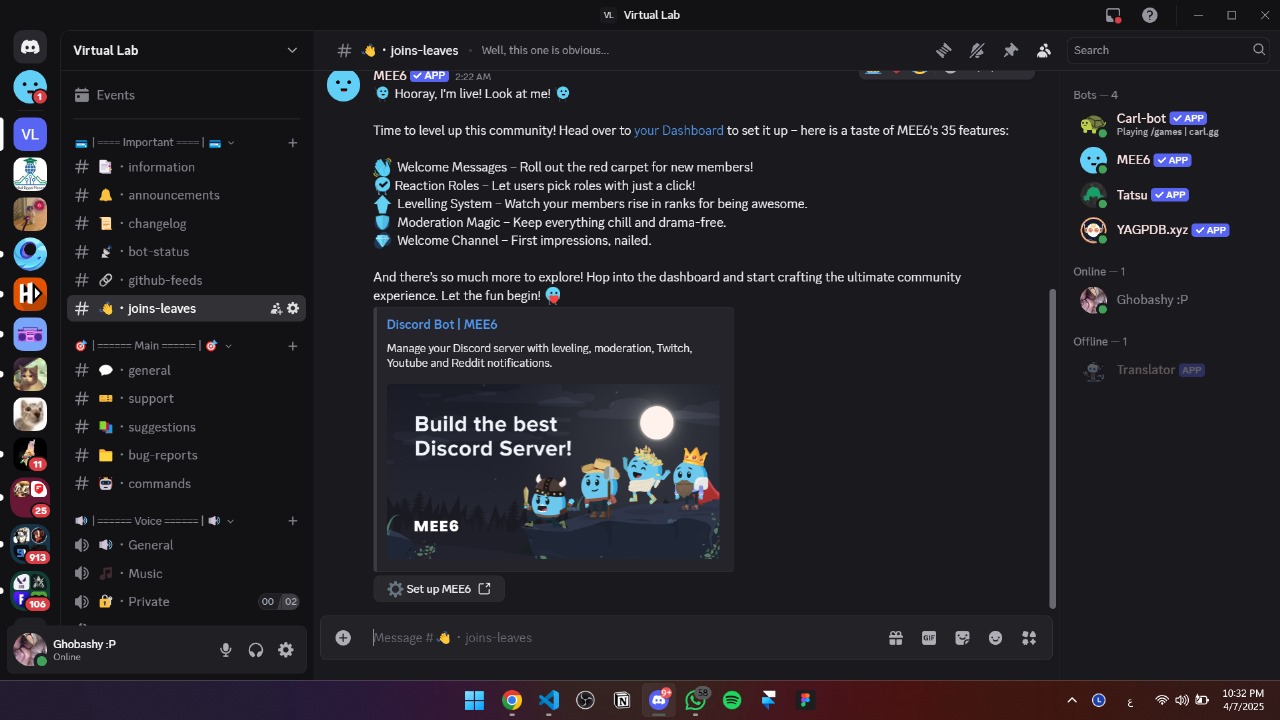 VL Virtual Lab
Virtual Lab
# 👋・joins-leaves • Well, this one is obvious...
Search
Events
| ==== Important ==== |
# 📑・information
# 🔔・announcements
# 📜・changelog
# 📡・bot-status
# 🔗・github-feeds
# 👋・joins-leaves
🎯 | ====== Main ====== | 🎯
# 💬・general
# 🎫・support
# ・suggestions
# 📁・bug-reports
# 🤖・commands
🔊 | ====== Voice ====== | 🔊
🔊・General
🎵・Music
🔐・Private 00 02
1
VL
11
25
913
106
Ghobashy :P
Online
MEE6 APP 2:22 AM
Hooray, I'm live! Look at me!
Time to level up this community! Head over to your Dashboard to set it up – here is a taste of MEE6's 35 features:
Welcome Messages – Roll out the red carpet for new members!
Reaction Roles – Let users pick roles with just a click!
Levelling System – Watch your members rise in ranks for being awesome.
Moderation Magic – Keep everything chill and drama-free.
Welcome Channel – First impressions, nailed.
And there's so much more to explore! Hop into the dashboard and start crafting the ultimate community
experience. Let the fun begin!
Discord Bot | MEE6
Manage your Discord server with leveling, moderation, Twitch,
Youtube and Reddit notifications.
Build the best
Discord Server!
MEE6
Set up MEE6
Message # 👋・joins-leaves
GIF
Bots — 4
Carl-bot APP
Playing /games | carl.gg
MEE6 APP
Tatsu APP
YAGPDB.xyz APP
Online — 1
Ghobashy :P
Offline — 1
Translator APP
9+
58
ع
10:32 PM
4/7/2025